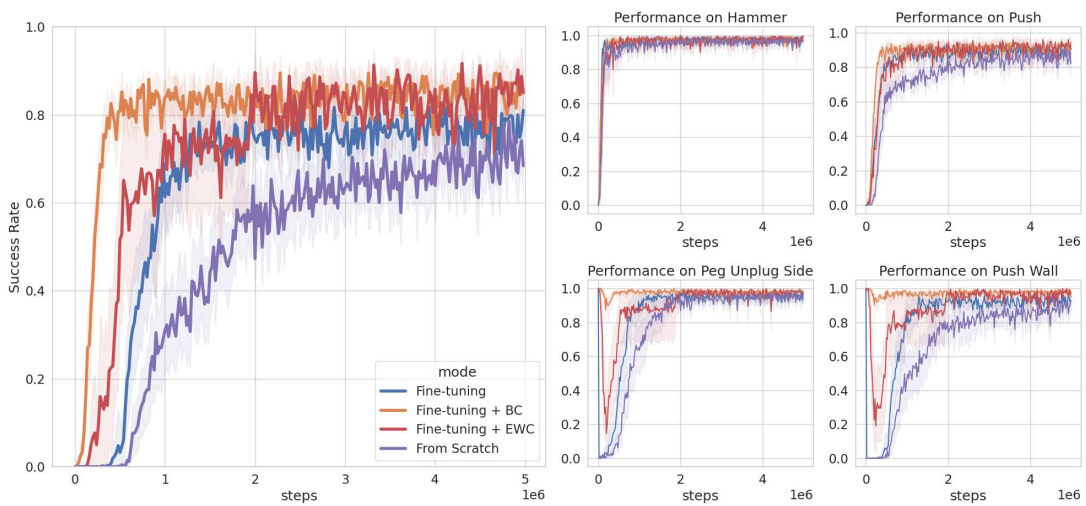 Success Rate
1.0
0.8
0.6
0.4
0.2
0.0
0 1 2 3 4 5
steps 1e6
mode
Fine-tuning
Fine-tuning + BC
Fine-tuning + EWC
From Scratch
Performance on Hammer
1.0
0.8
0.6
0.4
0.2
0.0
0 2 4
steps 1e6
Performance on Push
1.0
0.8
0.6
0.4
0.2
0.0
0 2 4
steps 1e6
Performance on Peg Unplug Side
1.0
0.8
0.6
0.4
0.2
0.0
0 2 4
steps 1e6
Performance on Push Wall
1.0
0.8
0.6
0.4
0.2
0.0
0 2 4
steps 1e6